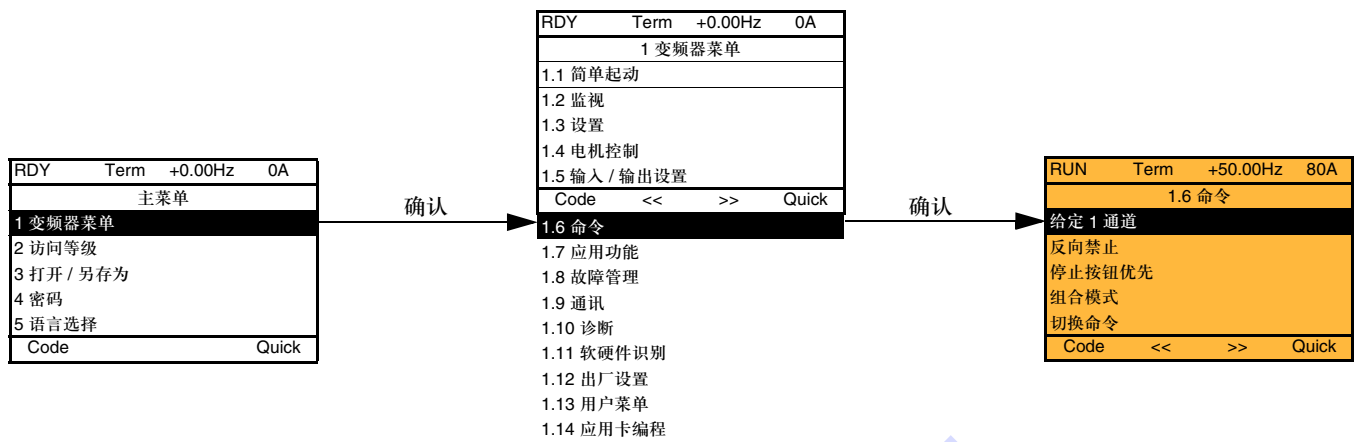 RDY Term +0.00Hz 0A
主菜单
1 变频器菜单
2 访问等级
3 打开 / 另存为
4 密码
5 语言选择
Code Quick
确认
RDY Term +0.00Hz 0A
1 变频器菜单
1.1 简单起动
1.2 监视
1.3 设置
1.4 电机控制
1.5 输入 / 输出设置
Code << >> Quick
1.6 命令
1.7 应用功能
1.8 故障管理
1.9 通讯
1.10 诊断
1.11 软硬件识别
1.12 出厂设置
1.13 用户菜单
1.14 应用卡编程
确认
RUN Term +50.00Hz 80A
1.6 命令
给定 1 通道
反向禁止
停止按钮优先
组合模式
切换命令
Code << >> Quick